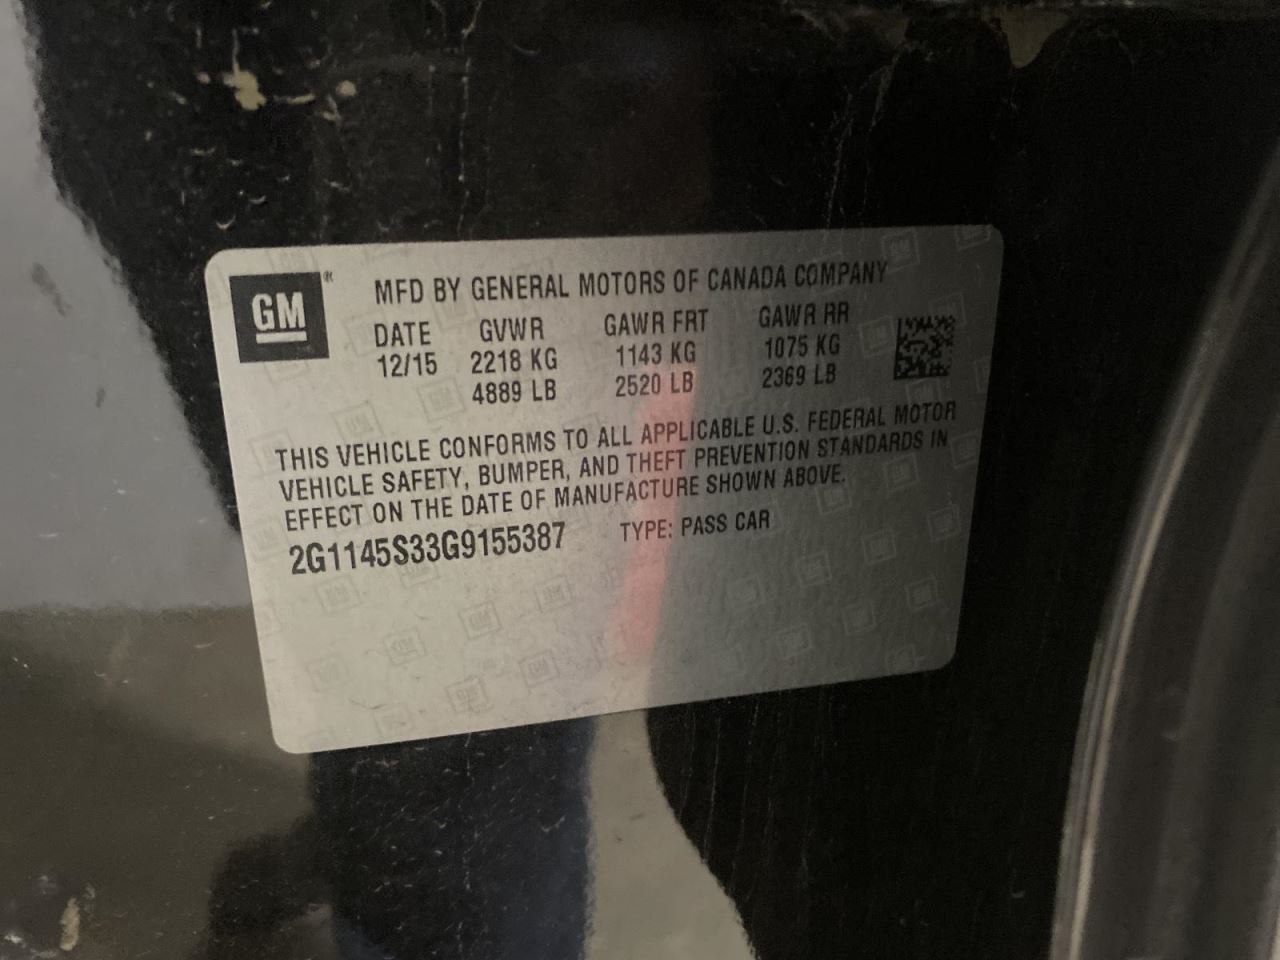 GM®
MFD BY GENERAL MOTORS OF CANADA COMPANY
DATE GVWR GAWR FRT GAWR RR
12/15 2218 KG 1143 KG 1075 KG
4889 LB 2520 LB 2369 LB
THIS VEHICLE CONFORMS TO ALL APPLICABLE U.S. FEDERAL MOTOR
VEHICLE SAFETY, BUMPER, AND THEFT PREVENTION STANDARDS IN
EFFECT ON THE DATE OF MANUFACTURE SHOWN ABOVE.
2G1145S33G9155387 TYPE: PASS CAR